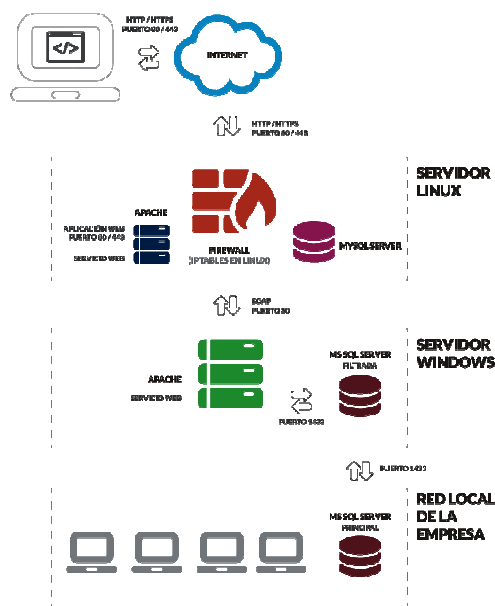 HTTP / HTTPS
PUERTO 80 / 443
</>
INTERNET
HTTP / HTTPS
PUERTO 80 / 443
SERVIDOR
LINUX
APACHE
APLICACIÓN WEB
PUERTO 80 / 443
SERVICIO WEB
FIREWALL
(IPTABLES EN LINUX)
MYSQL SERVER
SOAP
PUERTO 80
SERVIDOR
WINDOWS
MS SQL SERVER
FILTRADA
APACHE
SERVICIO WEB
PUERTO 1433
PUERTO 1433
RED LOCAL
DE LA
EMPRESA
MS SQL SERVER
PRINCIPAL